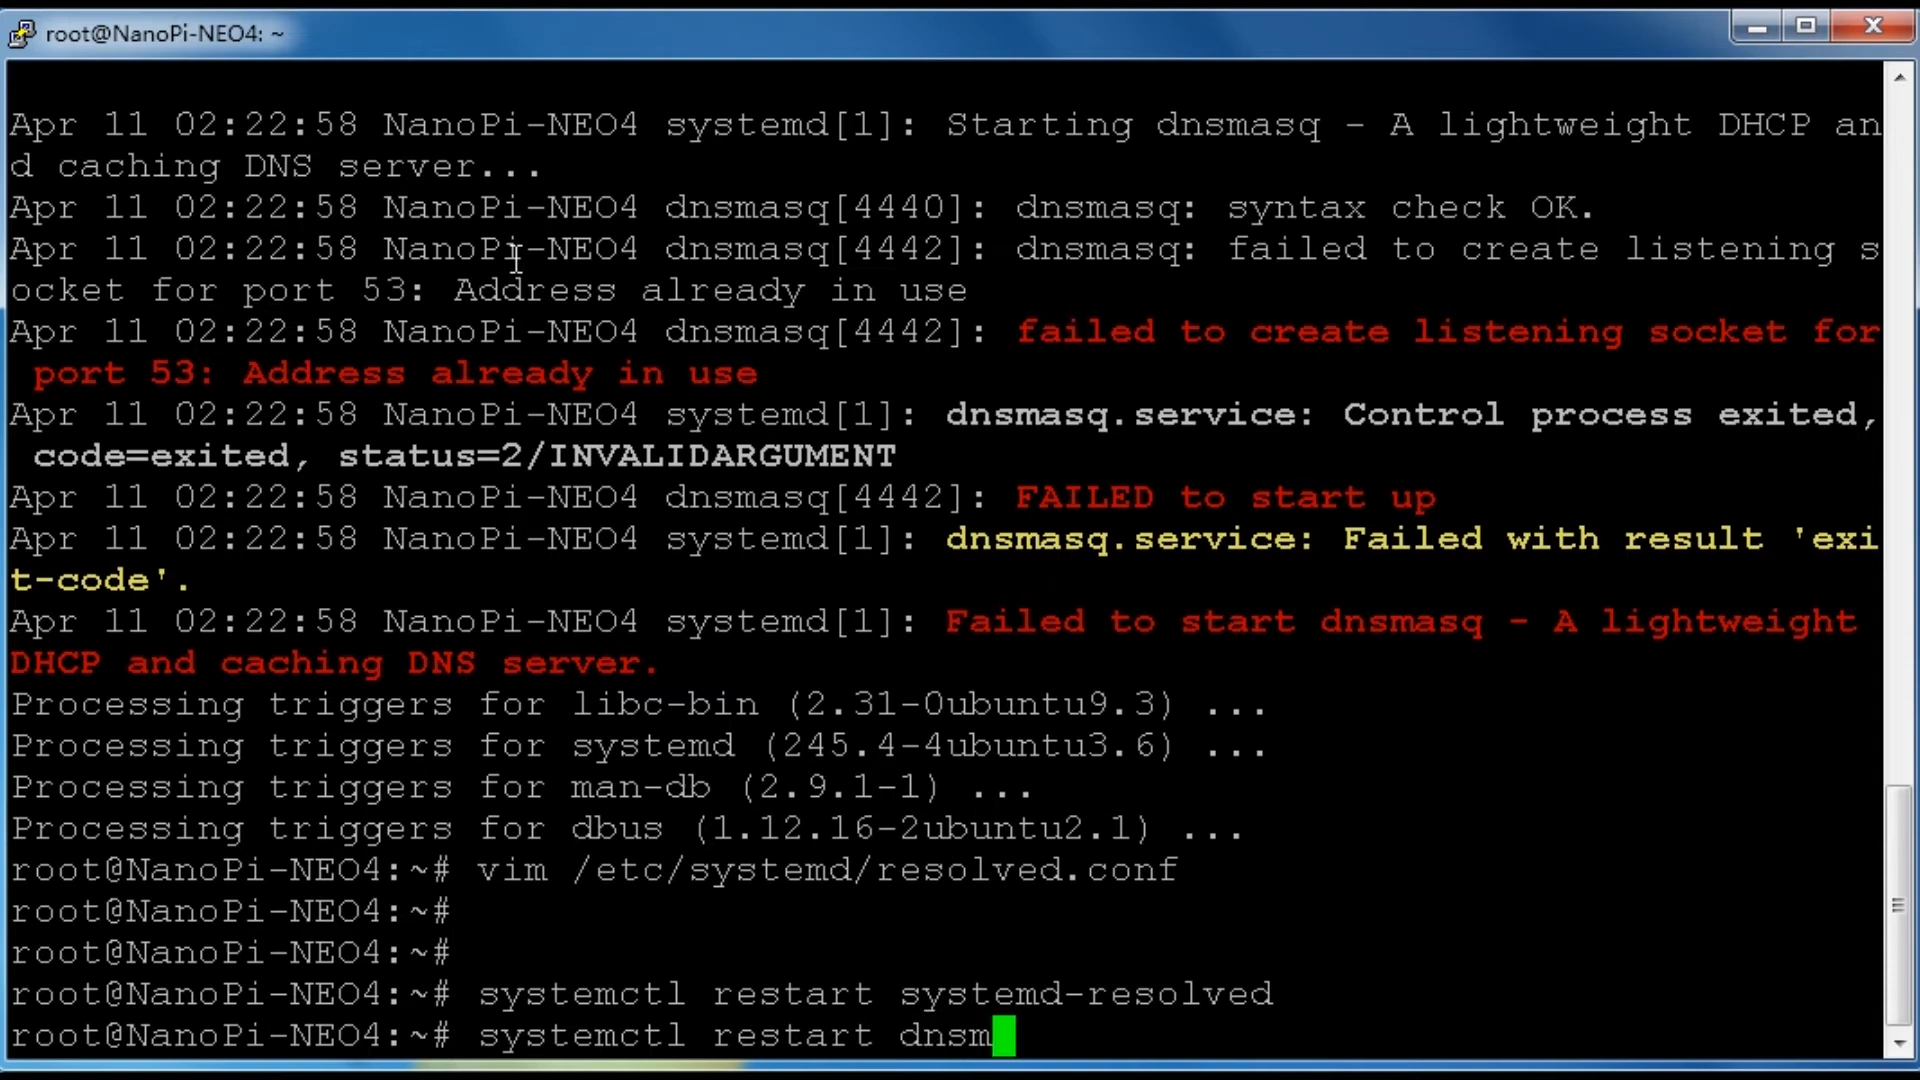 root@NanoPi-NEO4: ~
Apr 11 02:22:58 NanoPi-NEO4 systemd[1]: Starting dnsmasq - A lightweight DHCP an
d caching DNS server...
Apr 11 02:22:58 NanoPi-NEO4 dnsmasq[4440]: dnsmasq: syntax check OK.
Apr 11 02:22:58 NanoPi-NEO4 dnsmasq[4442]: dnsmasq: failed to create listening s
ocket for port 53: Address already in use
Apr 11 02:22:58 NanoPi-NEO4 dnsmasq[4442]: failed to create listening socket for
 port 53: Address already in use
Apr 11 02:22:58 NanoPi-NEO4 systemd[1]: dnsmasq.service: Control process exited,
 code=exited, status=2/INVALIDARGUMENT
Apr 11 02:22:58 NanoPi-NEO4 dnsmasq[4442]: FAILED to start up
Apr 11 02:22:58 NanoPi-NEO4 systemd[1]: dnsmasq.service: Failed with result 'exi
t-code'.
Apr 11 02:22:58 NanoPi-NEO4 systemd[1]: Failed to start dnsmasq - A lightweight
DHCP and caching DNS server.
Processing triggers for libc-bin (2.31-0ubuntu9.3) ...
Processing triggers for systemd (245.4-4ubuntu3.6) ...
Processing triggers for man-db (2.9.1-1) ...
Processing triggers for dbus (1.12.16-2ubuntu2.1) ...
root@NanoPi-NEO4:~# vim /etc/systemd/resolved.conf
root@NanoPi-NEO4:~#
root@NanoPi-NEO4:~#
root@NanoPi-NEO4:~# systemctl restart systemd-resolved
root@NanoPi-NEO4:~# systemctl restart dnsm